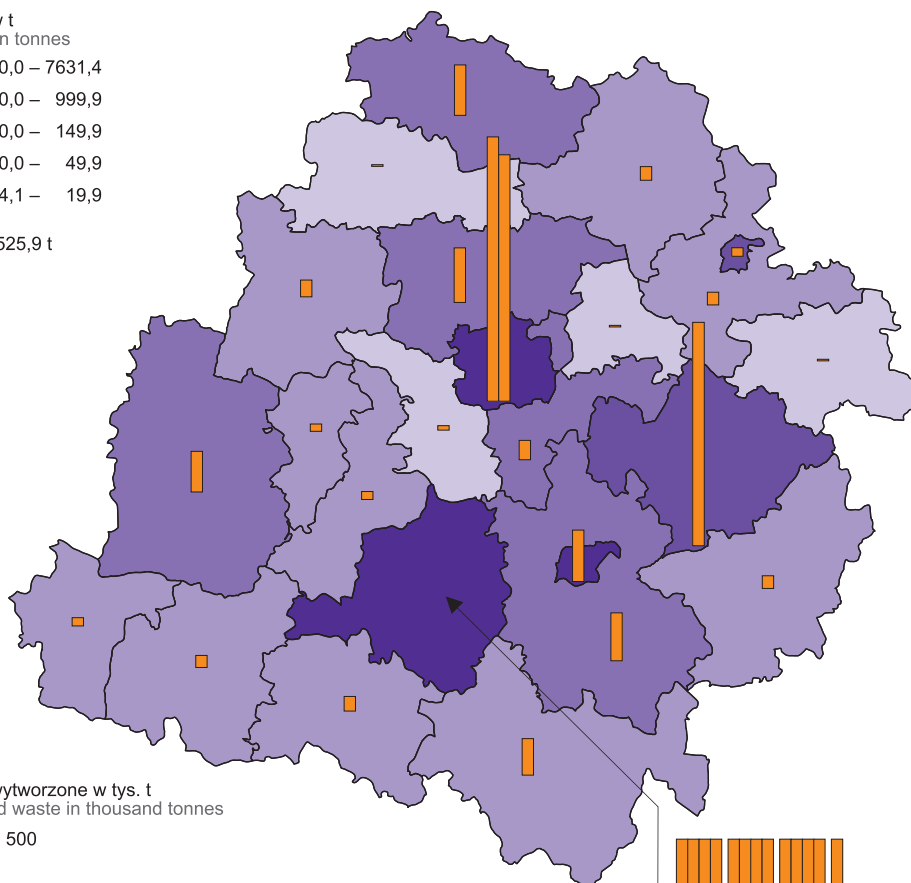 w t
n tonnes
0,0 – 7631,4
0,0 – 999,9
0,0 – 149,9
0,0 – 49,9
4,1 – 19,9
525,9 t
wytworzone w tys. t
d waste in thousand tonnes
500